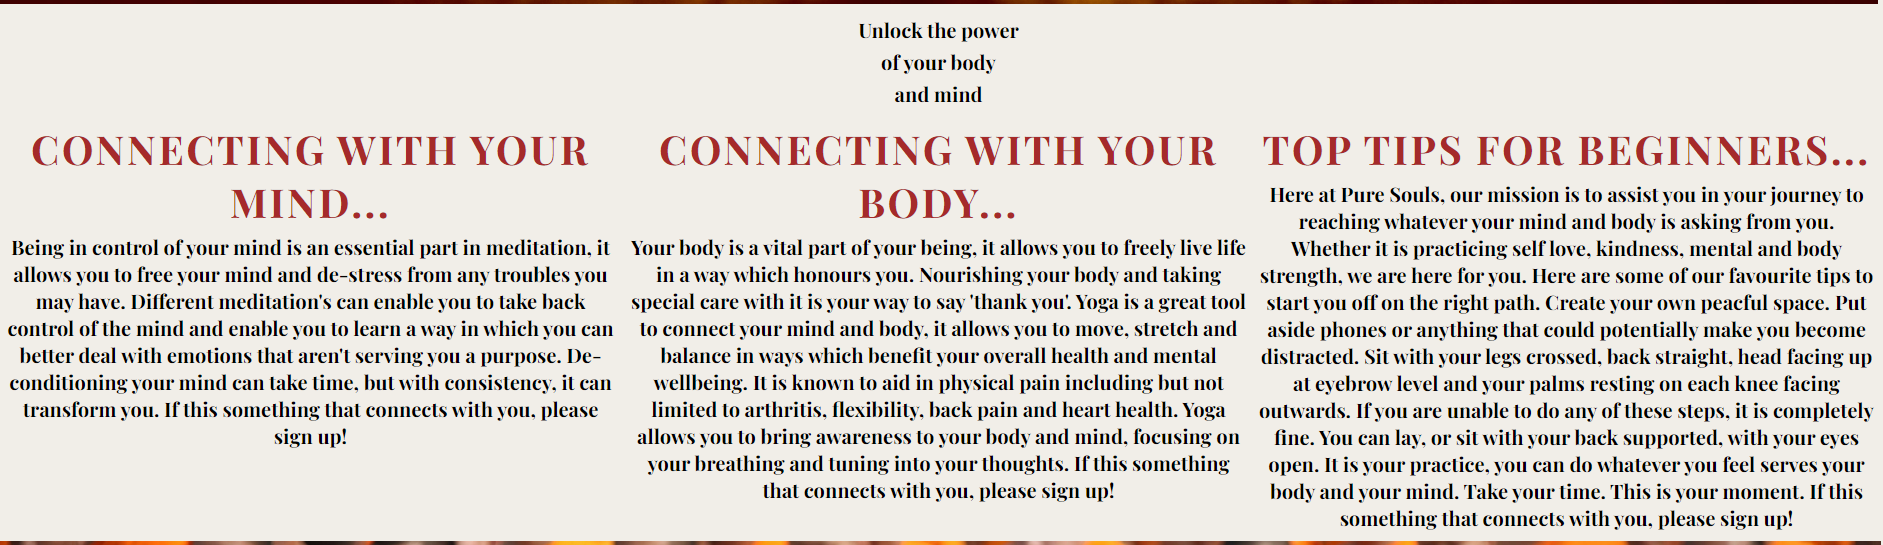 Unlock the power
of your body
and mind
CONNECTING WITH YOUR
MIND...
Being in control of your mind is an essential part in meditation, it
allows you to free your mind and de-stress from any troubles you
may have. Different meditation's can enable you to take back
control of the mind and enable you to learn a way in which you can
better deal with emotions that aren't serving you a purpose. De-
conditioning your mind can take time, but with consistency, it can
transform you. If this something that connects with you, please
sign up!
CONNECTING WITH YOUR
BODY...
Your body is a vital part of your being, it allows you to freely live life
in a way which honours you. Nourishing your body and taking
special care with it is your way to say 'thank you'. Yoga is a great tool
to connect your mind and body, it allows you to move, stretch and
balance in ways which benefit your overall health and mental
wellbeing. It is known to aid in physical pain including but not
limited to arthritis, flexibility, back pain and heart health. Yoga
allows you to bring awareness to your body and mind, focusing on
your breathing and tuning into your thoughts. If this something
that connects with you, please sign up!
TOP TIPS FOR BEGINNERS...
Here at Pure Souls, our mission is to assist you in your journey to
reaching whatever your mind and body is asking from you.
Whether it is practicing self love, kindness, mental and body
strength, we are here for you. Here are some of our favourite tips to
start you off on the right path. Create your own peacful space. Put
aside phones or anything that could potentially make you become
distracted. Sit with your legs crossed, back straight, head facing up
at eyebrow level and your palms resting on each knee facing
outwards. If you are unable to do any of these steps, it is completely
fine. You can lay, or sit with your back supported, with your eyes
open. It is your practice, you can do whatever you feel serves your
body and your mind. Take your time. This is your moment. If this
something that connects with you, please sign up!